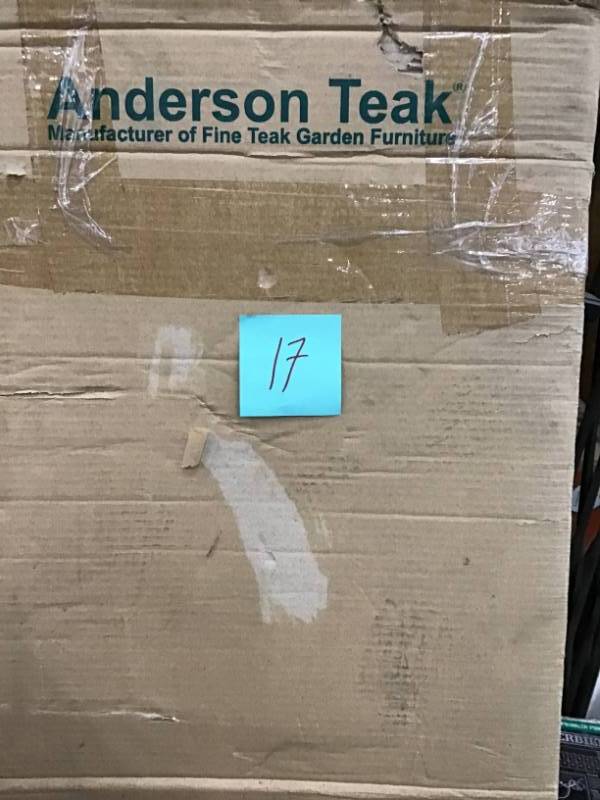 Anderson Teak(R)
Manufacturer of Fine Teak Garden Furniture
17